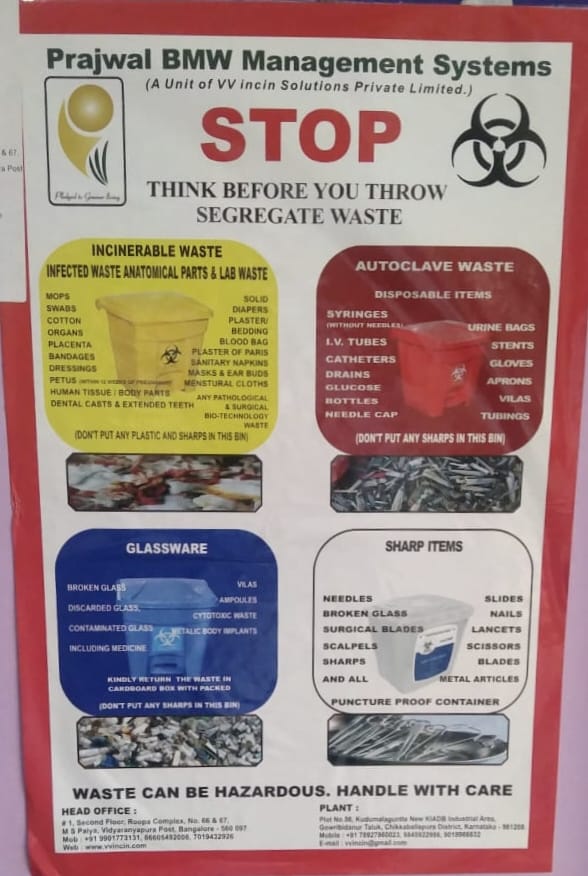 Prajwal BMW Management Systems
(A Unit of VV incin Solutions Private Limited.)
Pledged to Greener living
STOP
THINK BEFORE YOU THROW
SEGREGATE WASTE
INCINERABLE WASTE
INFECTED WASTE ANATOMICAL PARTS & LAB WASTE
MOPS
SWABS
COTTON
ORGANS
PLACENTA
BANDAGES
DRESSINGS
PETUS (WITHIN 12 WEEKS OF PREGNANCY)
HUMAN TISSUE / BODY PARTS
DENTAL CASTS & EXTENDED TEETH
SOLID
DIAPERS
PLASTER/
BEDDING
BLOOD BAG
PLASTER OF PARIS
SANITARY NAPKINS
MASKS & EAR BUDS
MENSTURAL CLOTHS
ANY PATHOLOGICAL
& SURGICAL
BIO-TECHNOLOGY
WASTE
(DON'T PUT ANY PLASTIC AND SHARPS IN THIS BIN)
AUTOCLAVE WASTE
DISPOSABLE ITEMS
SYRINGES
(WITHOUT NEEDLES)
I.V. TUBES
CATHETERS
DRAINS
GLUCOSE
BOTTLES
NEEDLE CAP
URINE BAGS
STENTS
GLOVES
APRONS
VILAS
TUBINGS
(DON'T PUT ANY SHARPS IN THIS BIN)
GLASSWARE
BROKEN GLASS
DISCARDED GLASS,
CONTAMINATED GLASS
INCLUDING MEDICINE
VILAS
AMPOULES
CYTOTOXIC WASTE
METALIC BODY IMPLANTS
KINDLY RETURN THE WASTE IN
CARDBOARD BOX WITH PACKED
(DON'T PUT ANY SHARPS IN THIS BIN)
SHARP ITEMS
NEEDLES
BROKEN GLASS
SURGICAL BLADES
SCALPELS
SHARPS
AND ALL
SLIDES
NAILS
LANCETS
SCISSORS
BLADES
METAL ARTICLES
PUNCTURE PROOF CONTAINER
WASTE CAN BE HAZARDOUS. HANDLE WITH CARE
HEAD OFFICE :
# 1, Second Floor, Roopa Complex, No. 66 & 67,
M S Palya, Vidyaranyapura Post, Bangalore - 560 097
Mob : +91 9901773131, 7019432926
Web : www.vvincin.com
PLANT :
Plot No.86, Kudumalagunta New KIADB Industrial Area,
Gowribidanur Taluk, Chikkaballapura District, Karnataka - 561208
Mobile :
E-mail : vvincin@gmail.com